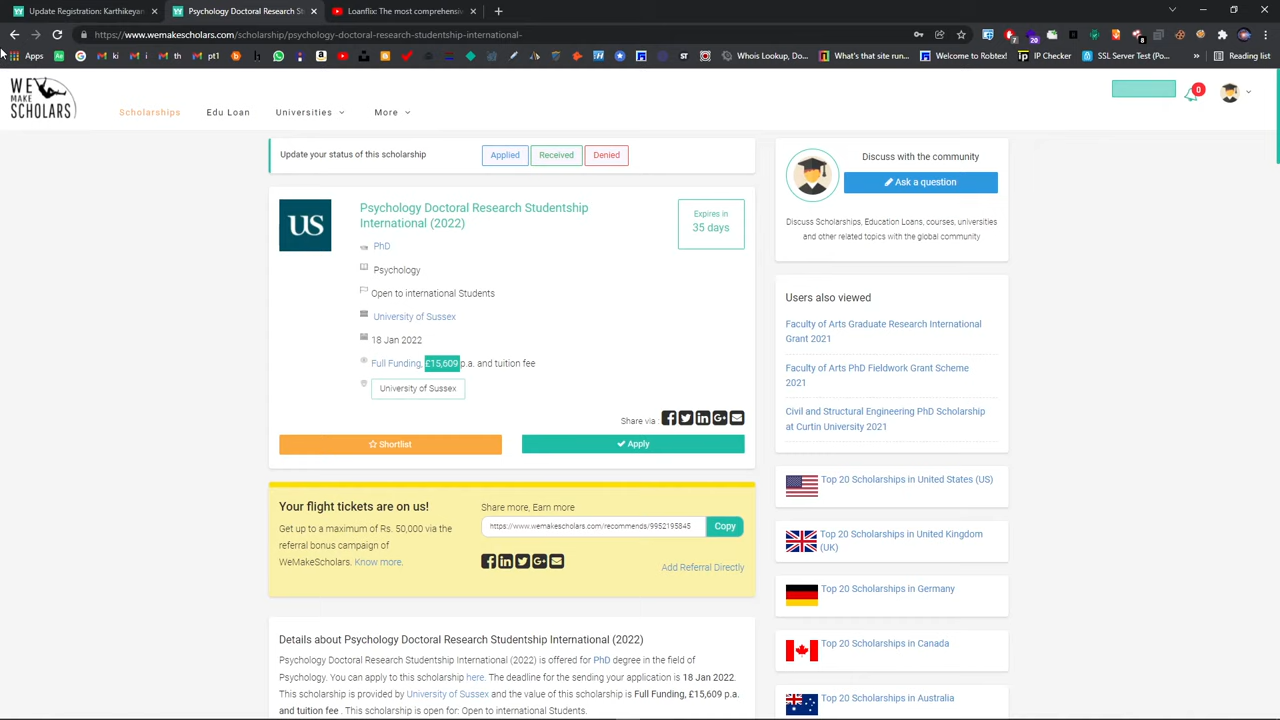 Update Registration: Karthikeyan
Psychology Doctoral Research St
Loanflix: The most comprehensiv
https://www.wemakescholars.com/scholarship/psychology-doctoral-research-studentship-international-
Apps
Al
ki
ki
th
pt
b
hi
Whois Lookup, Do...
What's that site run...
Welcome to Robtex!
IP Checker
SSL Server Test (Po...
Reading list
WE MAKE SCHOLARS
Scholarships
Edu Loan
Universities
More
0
Update your status of this scholarship
Applied
Received
Denied
US
Psychology Doctoral Research Studentship
International (2022)
Expires in
35 days
PhD
Psychology
Open to international Students
University of Sussex
18 Jan 2022
Full Funding, £15,609 p.a. and tuition fee
University of Sussex
Share via :
Shortlist
Apply
Your flight tickets are on us!
Get up to a maximum of Rs. 50,000 via the
referral bonus campaign of
WeMakeScholars. Know more.
Share more, Earn more
https://www.wemakescholars.com/recommends/9952195845
Copy
Add Referral Directly
Details about Psychology Doctoral Research Studentship International (2022)
Psychology Doctoral Research Studentship International (2022) is offered for PhD degree in the field of
Psychology. You can apply to this scholarship here. The deadline for the sending your application is 18 Jan 2022.
This scholarship is provided by University of Sussex and the value of this scholarship is Full Funding, £15,609 p.a.
and tuition fee . This scholarship is open for: Open to international Students.
Discuss with the community
Ask a question
Discuss Scholarships, Education Loans, courses, universities
and other related topics with the global community
Users also viewed
Faculty of Arts Graduate Research International
Grant 2021
Faculty of Arts PhD Fieldwork Grant Scheme
2021
Civil and Structural Engineering PhD Scholarship
at Curtin University 2021
Top 20 Scholarships in United States (US)
Top 20 Scholarships in United Kingdom
(UK)
Top 20 Scholarships in Germany
Top 20 Scholarships in Canada
Top 20 Scholarships in Australia